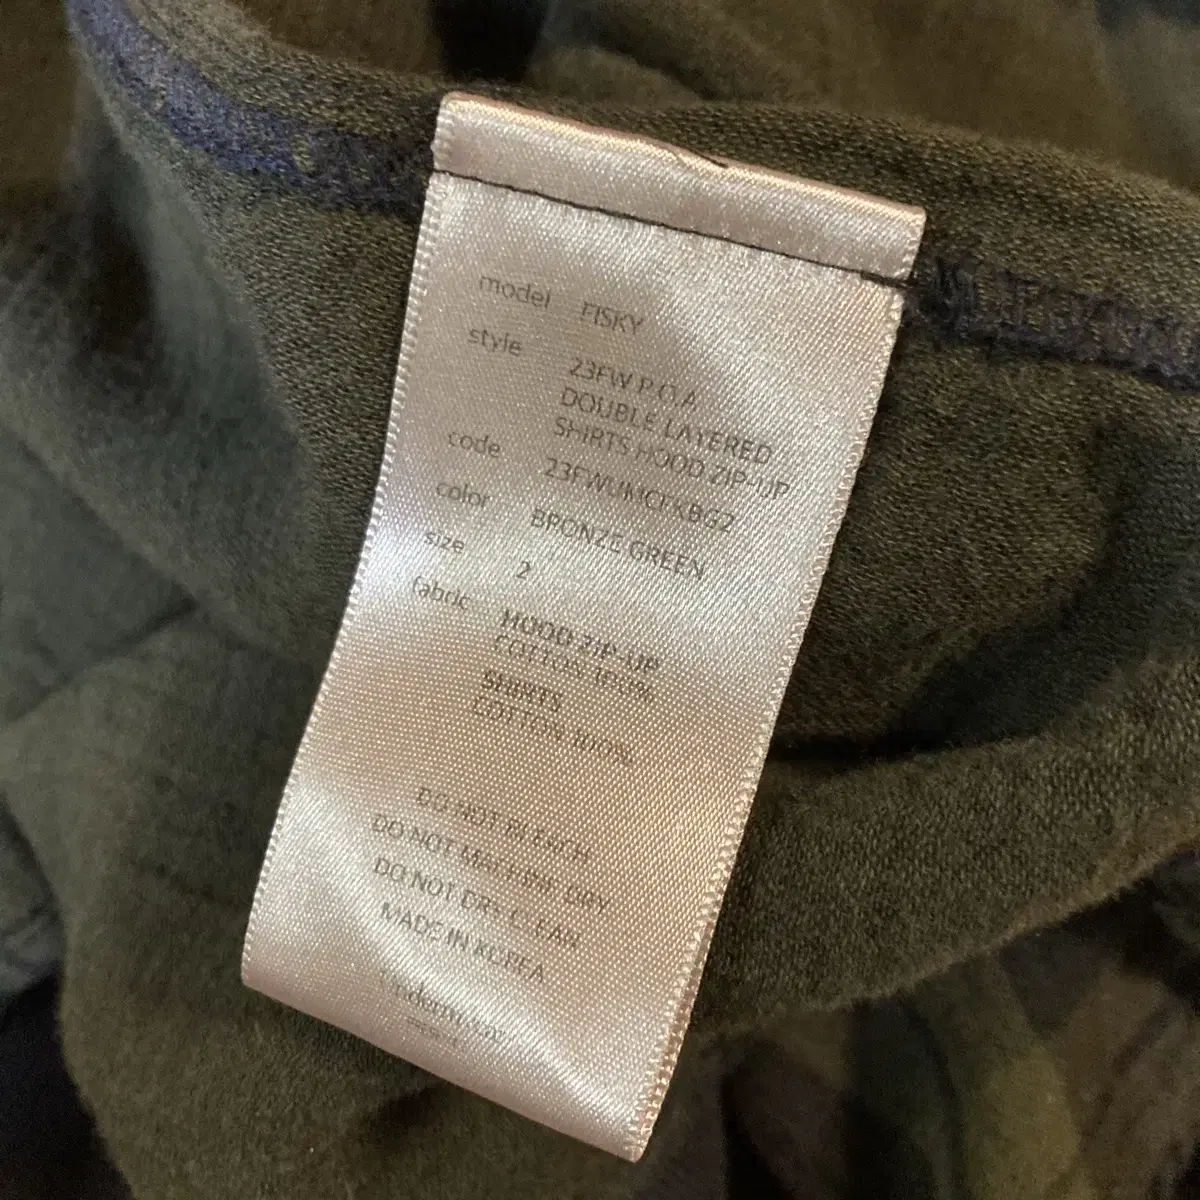 model FISKY
style 23FW P.O.A
DOUBLE LAYERED
SHIRTS HOOD ZIP-UP
code 23FWUMCFKBG2
color BRONZE GREEN
size 2
fabric HOOD ZIP-UP
COTTON 100%
SHIRTS
COTTON 100%
DO NOT BLEACH
DO NOT MACHINE DRY
DO NOT DRY CLEAN
MADE IN KOREA